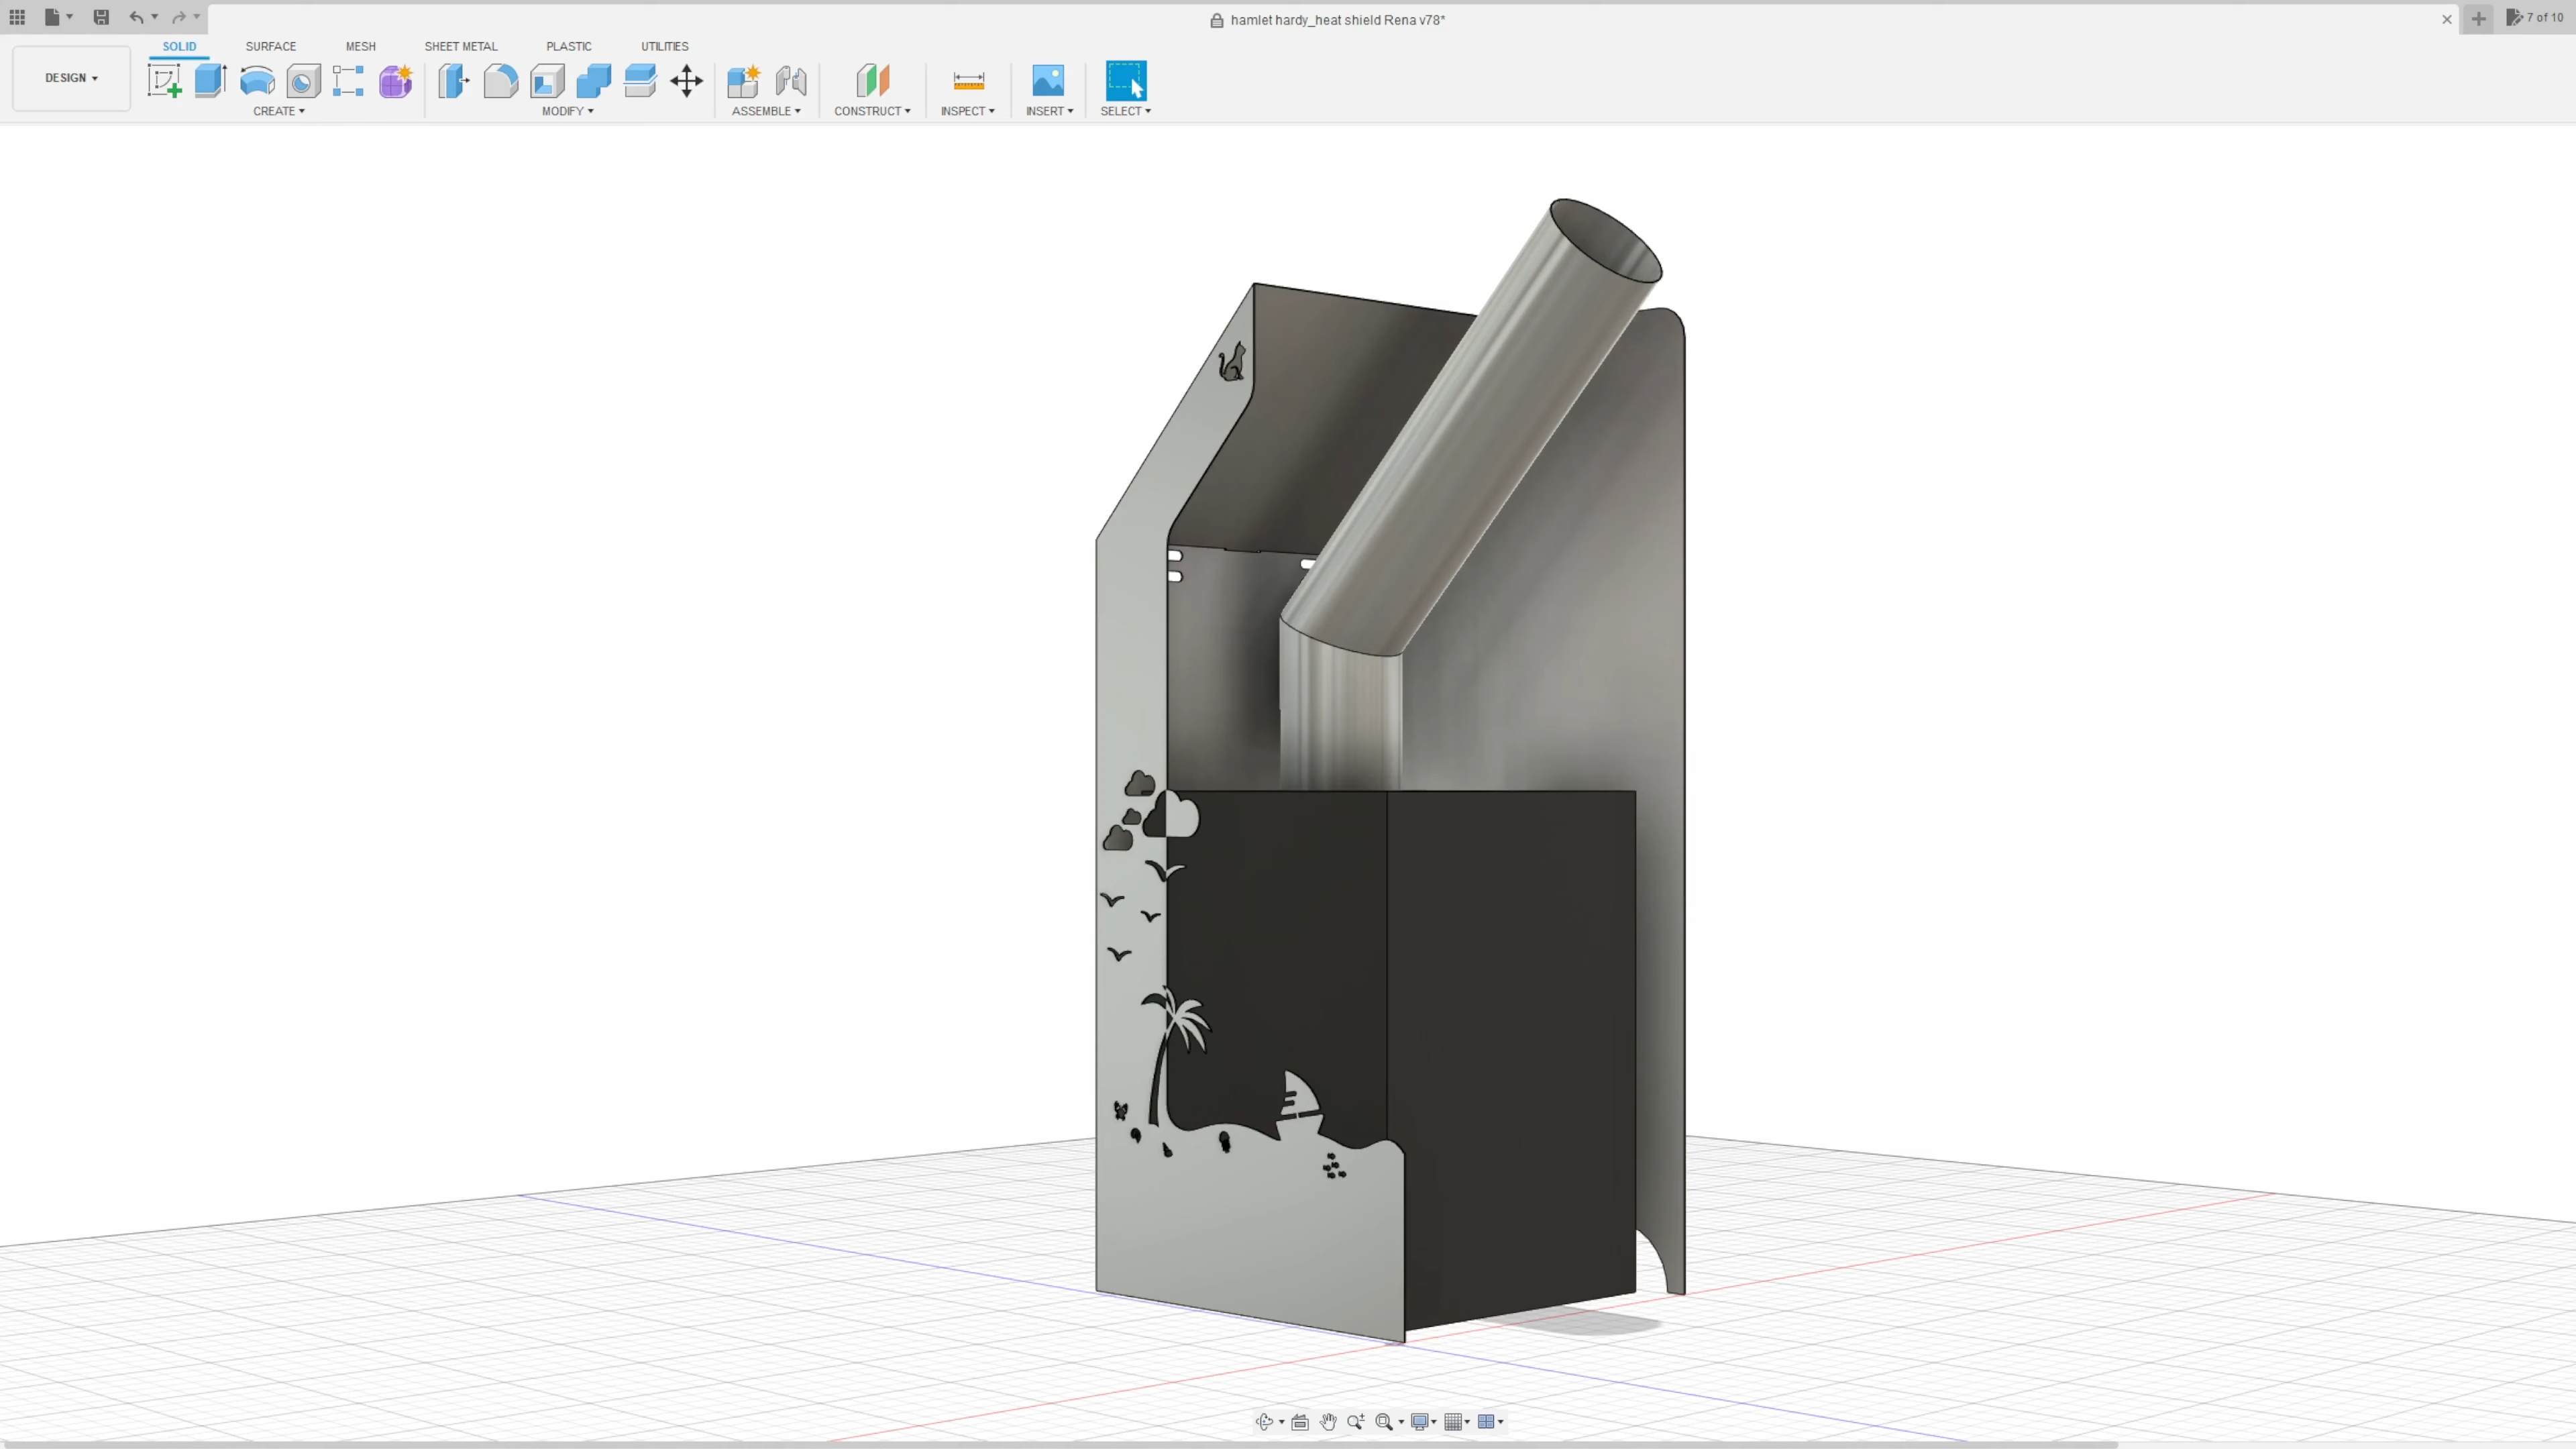 hamlet hardy_heat shield Rena v78*
7 of 10
SOLID SURFACE MESH SHEET METAL PLASTIC UTILITIES
DESIGN
CREATE MODIFY ASSEMBLE CONSTRUCT INSPECT INSERT SELECT